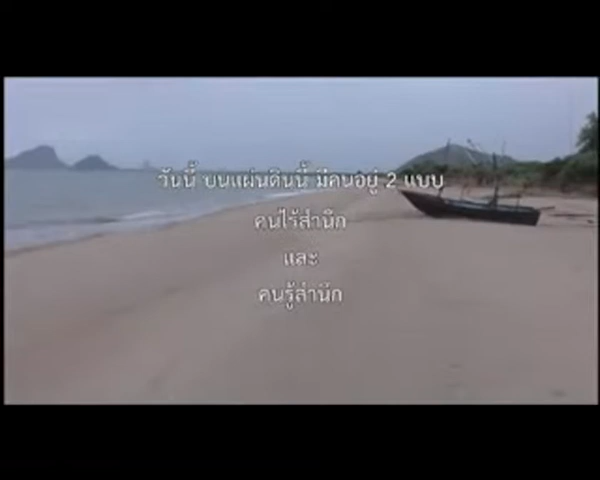 วันนี้ บนแผ่นดินนี้ มีคนอยู่ 2 แบบ
คนไร้สำนึก
และ
คนรู้สำนึก